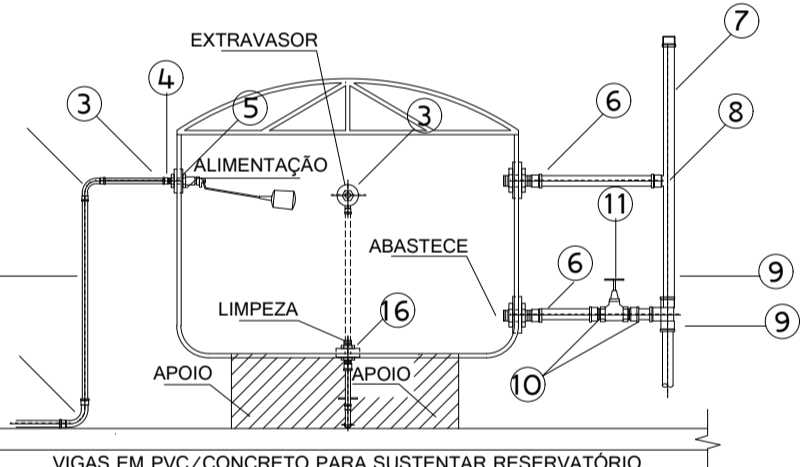 EXTRAVASOR
7
4
3
5
3
6
8
ALIMENTAÇÃO
11
ABASTECE
6
9
LIMPEZA
16
9
APOIO
APOIO
10
VIGAS EM PVC/CONCRETO PARA SUSTENTAR RESERVATÓRIO